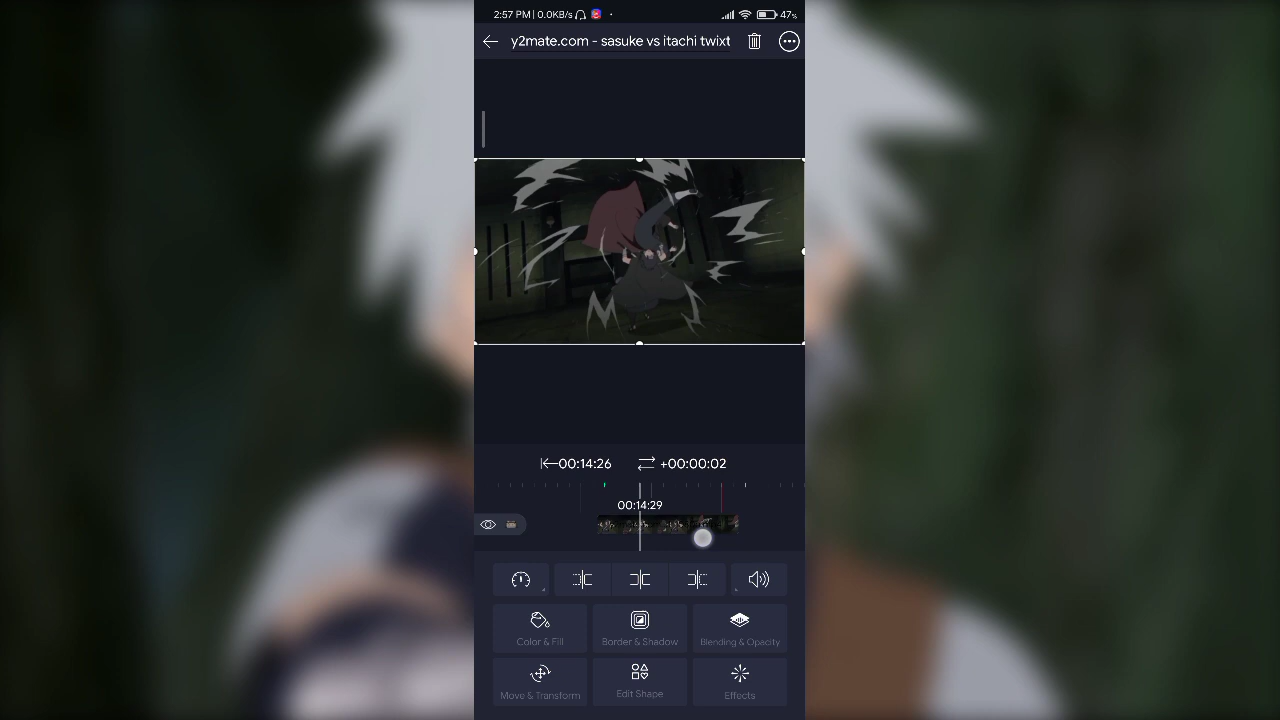 2:57 PM | 0.0KB/s
47%
y2mate.com - sasuke vs itachi twixt
00:14:26
+00:00:02
00:14:29
Color & Fill
Border & Shadow
Blending & Opacity
Move & Transform
Edit Shape
Effects